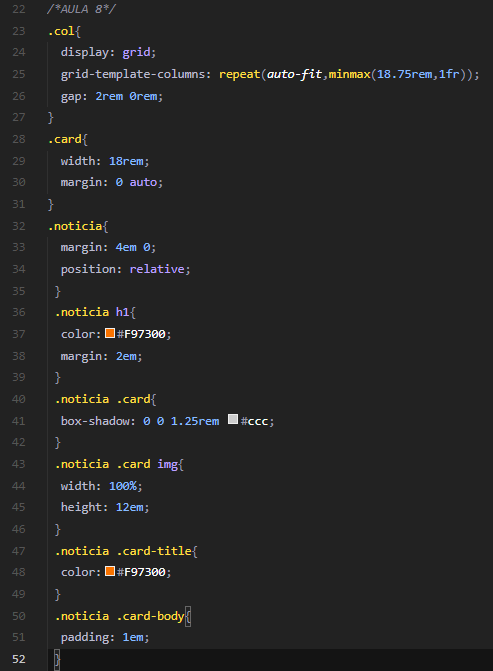 22 /*AULA 8*/
23 .col{
24 display: grid;
25 grid-template-columns: repeat(auto-fit,minmax(18.75rem,1fr));
26 gap: 2rem 0rem;
27 }
28 .card{
29 width: 18rem;
30 margin: 0 auto;
31 }
32 .noticia{
33 margin: 4em 0;
34 position: relative;
35 }
36 .noticia h1{
37 color: #F97300;
38 margin: 2em;
39 }
40 .noticia .card{
41 box-shadow: 0 0 1.25rem #ccc;
42 }
43 .noticia .card img{
44 width: 100%;
45 height: 12em;
46 }
47 .noticia .card-title{
48 color: #F97300;
49 }
50 .noticia .card-body{
51 padding: 1em;
52 }